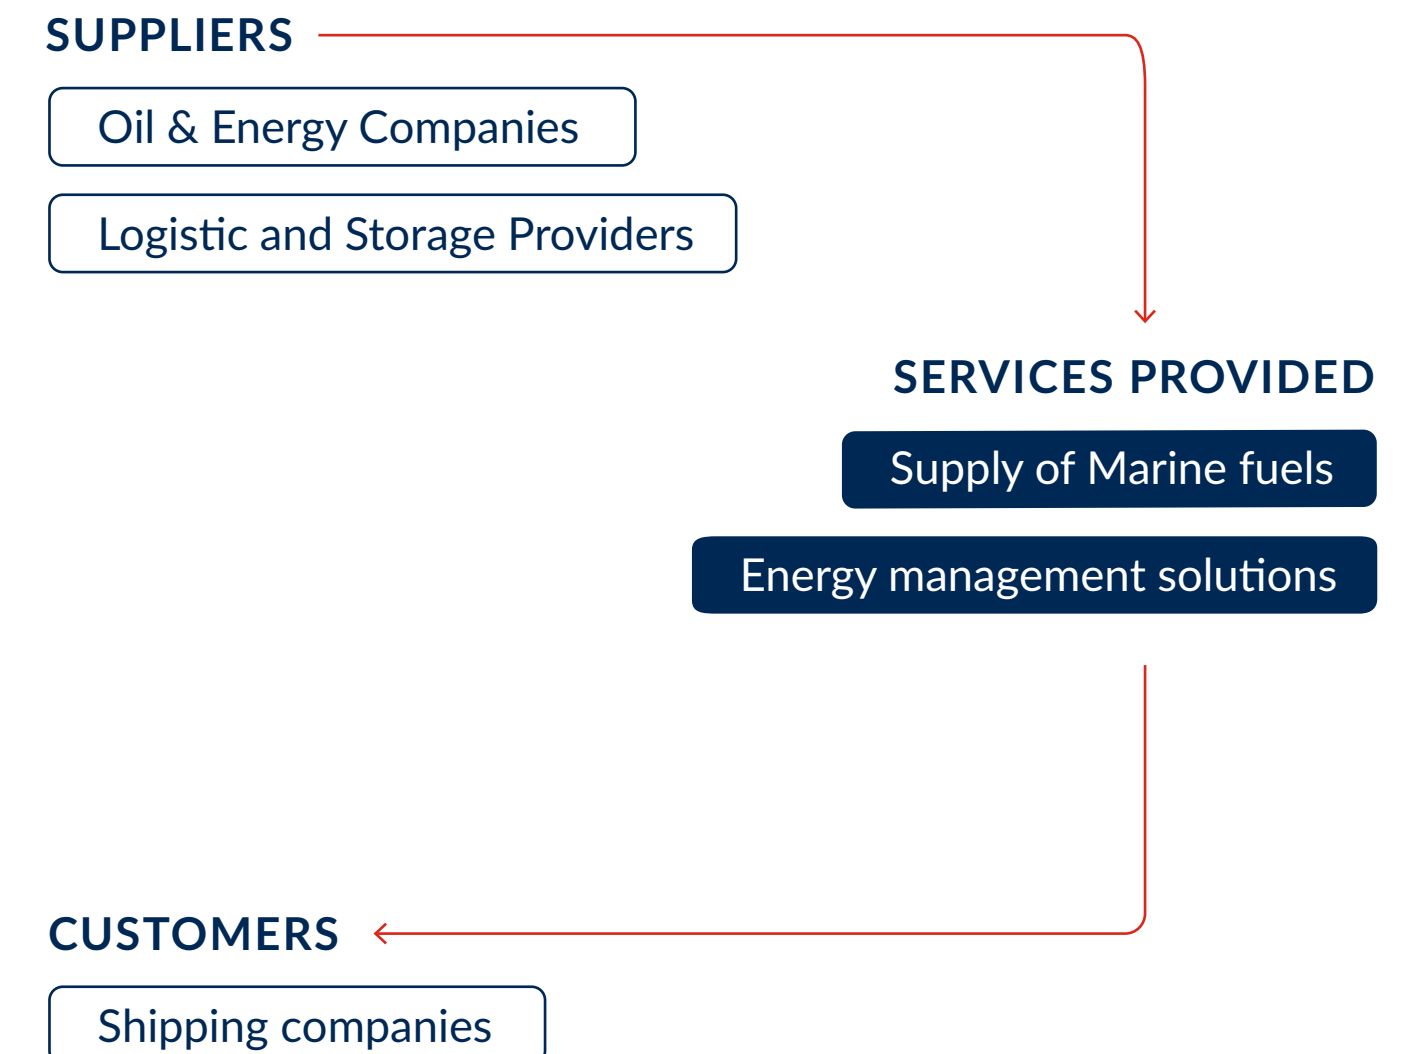 SUPPLIERS
Oil & Energy Companies
Logistic and Storage Providers
SERVICES PROVIDED
Supply of Marine fuels
Energy management solutions
CUSTOMERS
Shipping companies